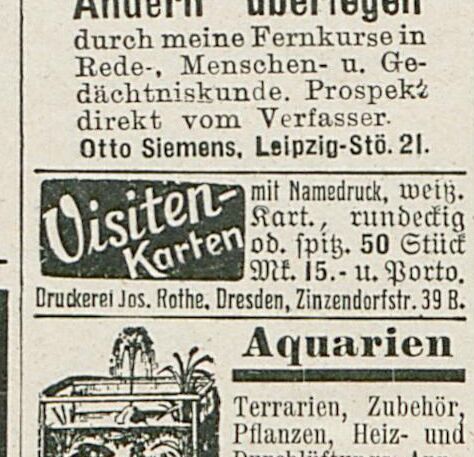 Andern überlegen
durch meine Fernkurse in
Rede-, Menschen- u. Ge-
dächtniskunde. Prospekt
direkt vom Verfasser.
Otto Siemens, Leipzig-Stö. 21.
Visiten-
Karten
mit Namedruck, weiß.
Kart., rundeckig
od. spitz. 50 Stück
Mk. 15.- u. Porto.
Druckerei Jos. Rothe, Dresden, Zinzendorfstr. 39 B.
Aquarien
Terrarien, Zubehör,
Pflanzen, Heiz- und